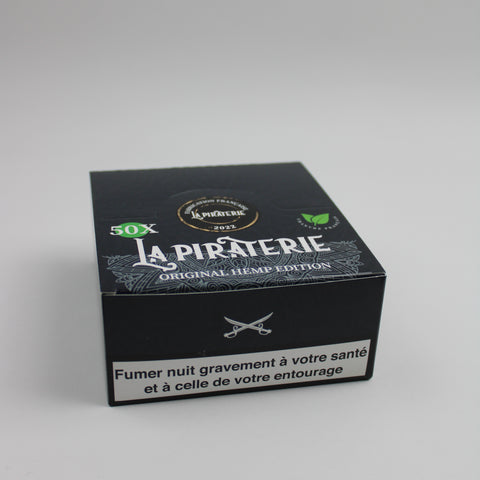 FABRICATION FRANÇAISE
LA PIRATERIE
2022
50X
LA PIRATERIE
ORIGINAL HEMP EDITION
Fumer nuit gravement à votre santé
et à celle de votre entourage